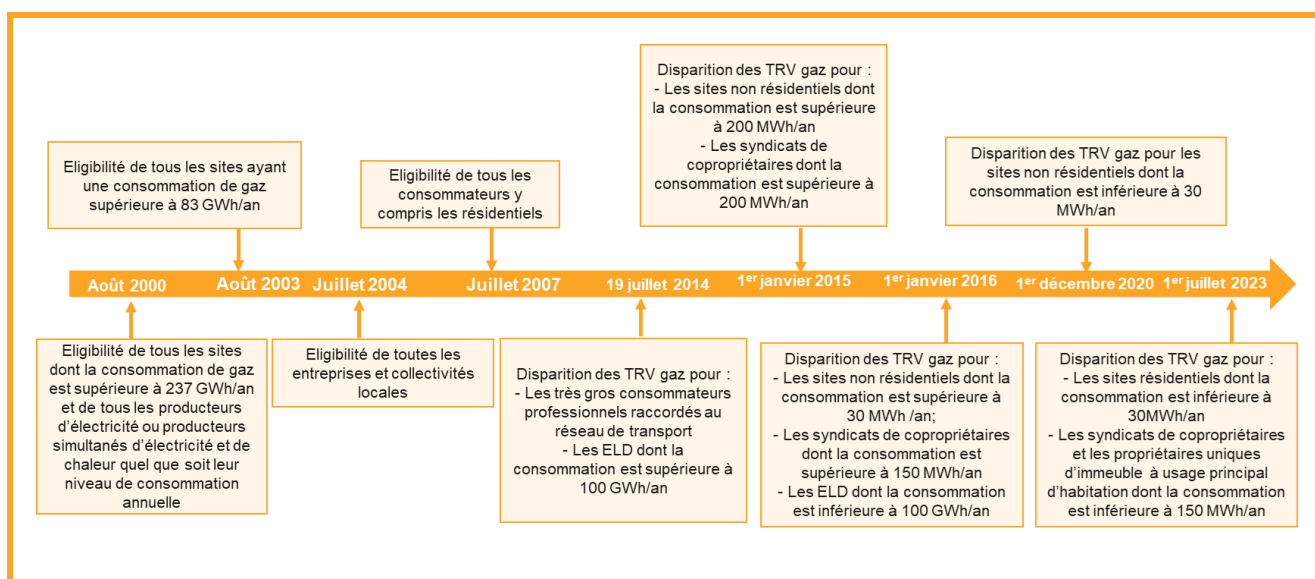 Disparition des TRV gaz pour :
- Les sites non résidentiels dont
la consommation est supérieure
à 200 MWh/an
- Les syndicats de
copropriétaires dont la
consommation est supérieure à
200 MWh/an
Eligibilité de tous les sites ayant
une consommation de gaz
supérieure à 83 GWh/an
Eligibilité de tous les
consommateurs y
compris les résidentiels
Disparition des TRV gaz pour les
sites non résidentiels dont la
consommation est inférieure à 30
MWh/an
Août 2000
Août 2003
Juillet 2004
Juillet 2007
19 juillet 2014
1er janvier 2015
1er janvier 2016
1er décembre 2020
1er juillet 2023
Eligibilité de tous les sites
dont la consommation de gaz
est supérieure à 237 GWh/an
et de tous les producteurs
d'électricité ou producteurs
simultanés d'électricité et de
chaleur quel que soit leur
niveau de consommation
annuelle
Eligibilité de toutes les
entreprises et collectivités
locales
Disparition des TRV gaz pour :
- Les très gros consommateurs
professionnels raccordés au
réseau de transport
- Les ELD dont la
consommation est supérieure à
100 GWh/an
Disparition des TRV gaz pour :
- Les sites non résidentiels dont la
consommation est supérieure à
30 MWh /an;
- Les syndicats de copropriétaires
dont la consommation est
supérieure à 150 MWh/an
- Les ELD dont la consommation
est inférieure à 100 GWh/an
Disparition des TRV gaz pour :
- Les sites résidentiels dont la
consommation est inférieure à
30MWh/an
- Les syndicats de copropriétaires
et les propriétaires uniques
d'immeuble à usage principal
d'habitation dont la consommation
est inférieure à 150 MWh/an